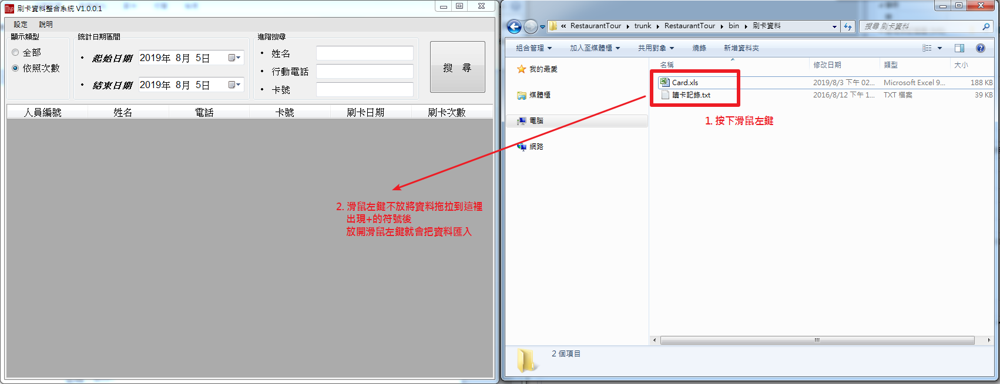 Myp 刷卡資料整合系統 V1.0.0.1
設定 說明
顯示類型
全部
依照次數
統計日期區間
• 起始日期 2019年 8月 5日
• 結束日期 2019年 8月 5日
進階搜尋
• 姓名
• 行動電話
• 卡號
搜 尋
人員編號 姓名 電話 卡號 刷卡日期 刷卡次數
2. 滑鼠左鍵不放將資料拖拉到這裡
出現+的符號後
放開滑鼠左鍵就會把資料匯入
« RestaurantTour ▸ trunk ▸ RestaurantTour ▸ bin ▸ 刷卡資料
搜尋 刷卡資料
組合管理 加入至媒體櫃 共用對象 燒錄 新增資料夾
我的最愛
媒體櫃
電腦
網路
名稱 修改日期 類型 大小
Card.xls 2019/8/3 下午 02... Microsoft Excel 9... 188 KB
讀卡記錄.txt 2016/8/12 下午 1... TXT 檔案 39 KB
1. 按下滑鼠左鍵
2 個項目